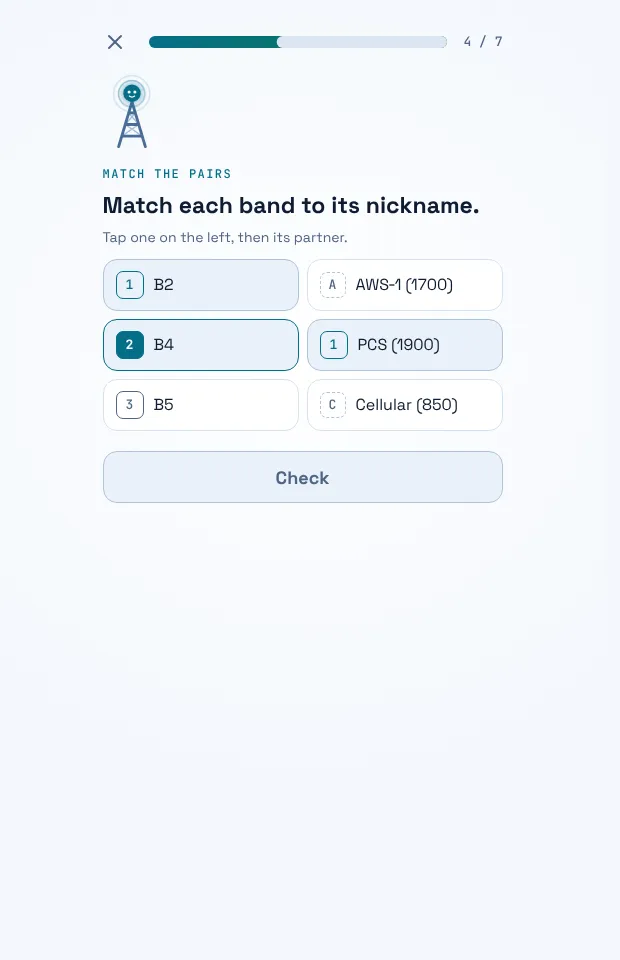 4 / 7
MATCH THE PAIRS
Match each band to its nickname.
Tap one on the left, then its partner.
1 B2
A AWS-1 (1700)
2 B4
1 PCS (1900)
3 B5
C Cellular (850)
Check